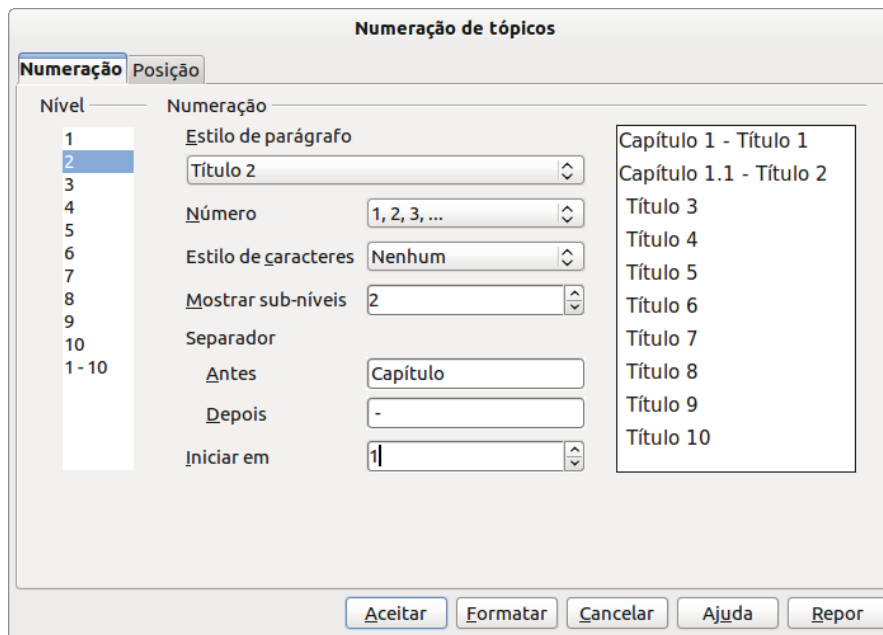 Numeração de tópicos
Numeração Posição
Nível
1
2
3
4
5
6
7
8
9
10
1 - 10
Numeração
Estilo de parágrafo
Título 2
Número 1, 2, 3, ...
Estilo de caracteres Nenhum
Mostrar sub-níveis 2
Separador
Antes Capítulo
Depois -
Iniciar em 1
Capítulo 1 - Título 1
Capítulo 1.1 - Título 2
Título 3
Título 4
Título 5
Título 6
Título 7
Título 8
Título 9
Título 10
Aceitar Formatar Cancelar Ajuda Repor